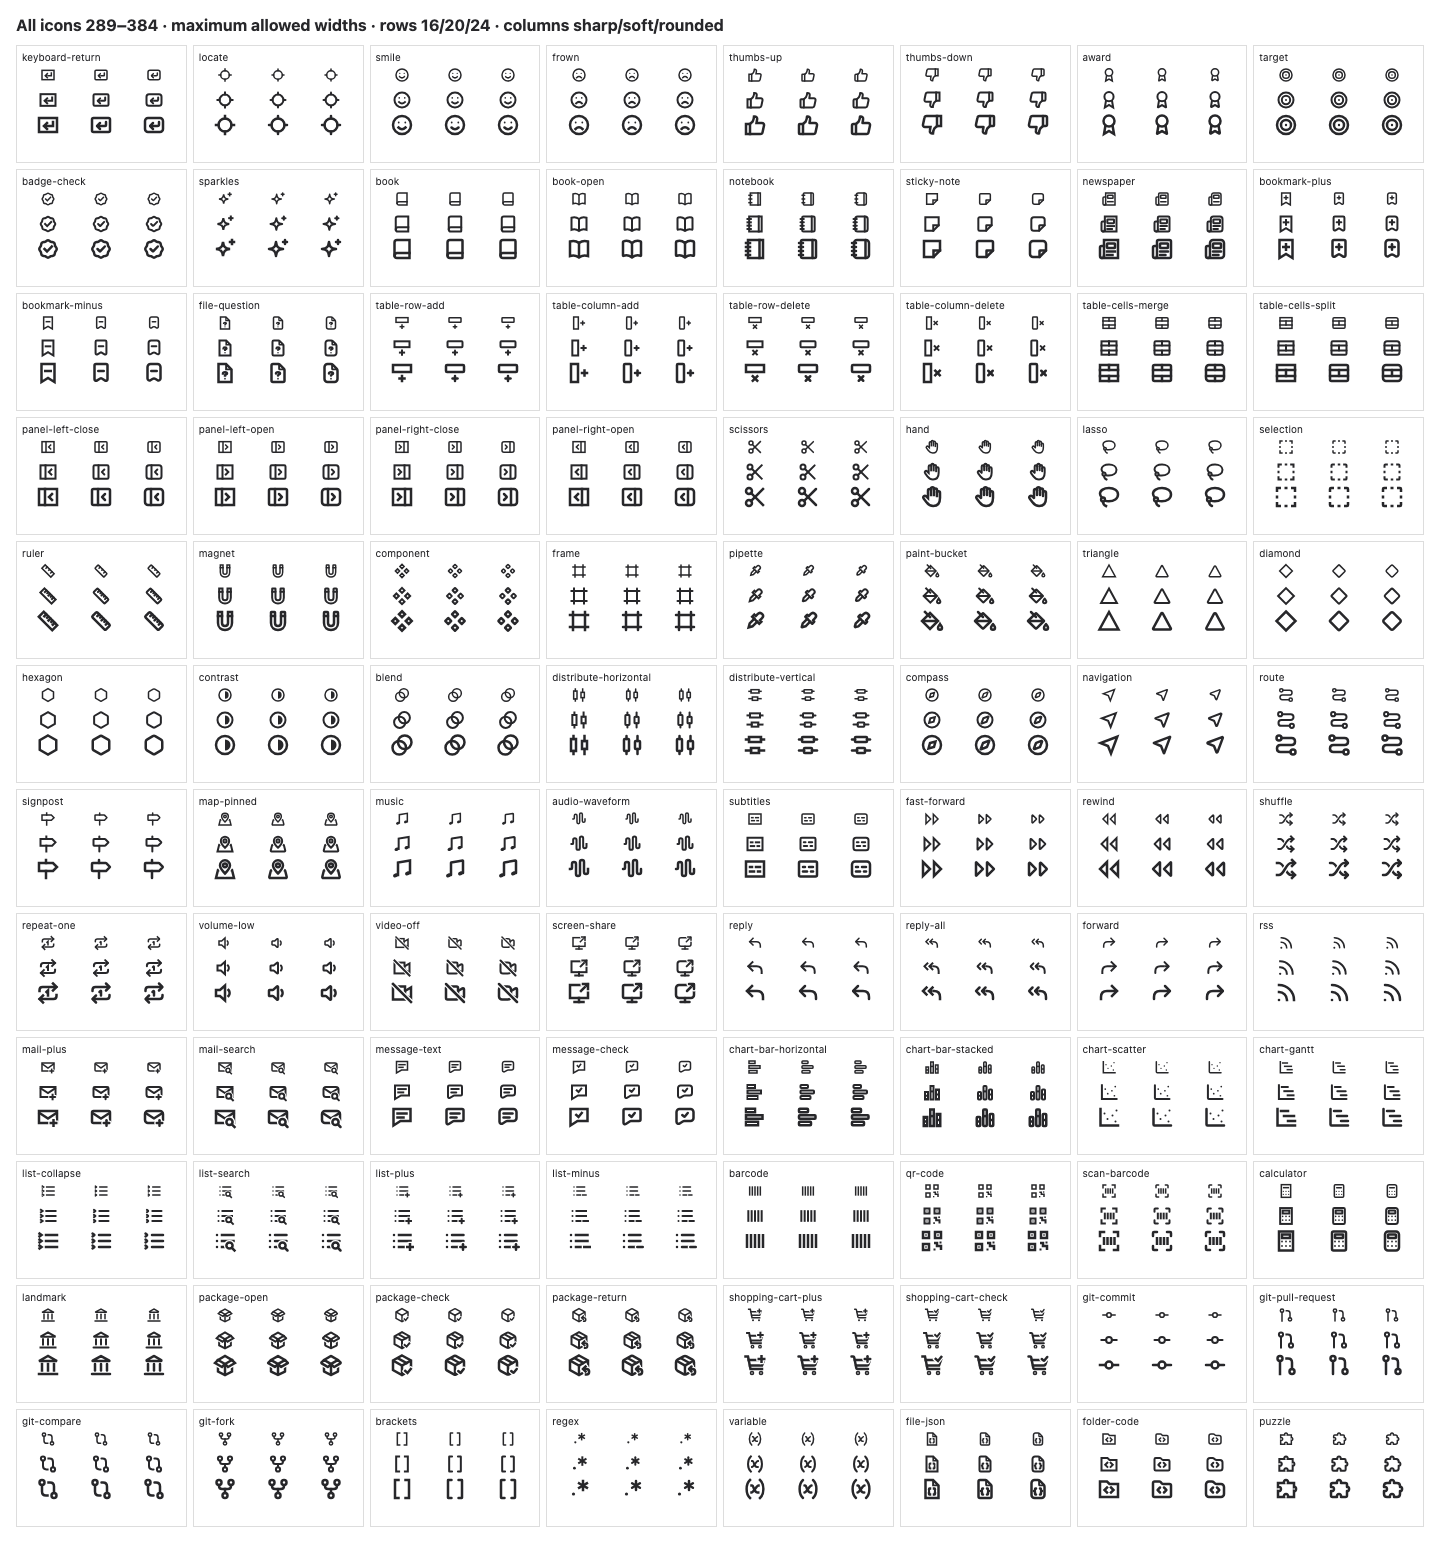 All icons 289–384 · maximum allowed widths · rows 16/20/24 · columns sharp/soft/rounded
keyboard-return locate smile frown thumbs-up thumbs-down award target
badge-check sparkles book book-open notebook sticky-note newspaper bookmark-plus
bookmark-minus file-question table-row-add table-column-add table-row-delete table-column-delete table-cells-merge table-cells-split
panel-left-close panel-left-open panel-right-close panel-right-open scissors hand lasso selection
ruler magnet component frame pipette paint-bucket triangle diamond
hexagon contrast blend distribute-horizontal distribute-vertical compass navigation route
signpost map-pinned music audio-waveform subtitles fast-forward rewind shuffle
repeat-one volume-low video-off screen-share reply reply-all forward rss
mail-plus mail-search message-text message-check chart-bar-horizontal chart-bar-stacked chart-scatter chart-gantt
list-collapse list-search list-plus list-minus barcode qr-code scan-barcode calculator
landmark package-open package-check package-return shopping-cart-plus shopping-cart-check git-commit git-pull-request
git-compare git-fork brackets regex variable file-json folder-code puzzle